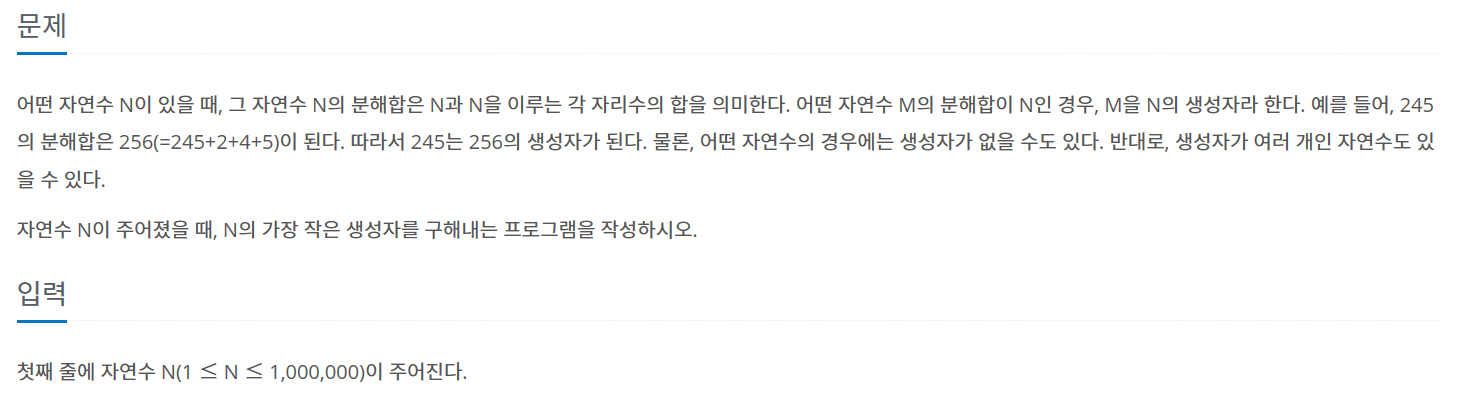 문제
어떤 자연수 N이 있을 때, 그 자연수 N의 분해합은 N과 N을 이루는 각 자리수의 합을 의미한다. 어떤 자연수 M의 분해합이 N인 경우, M을 N의 생성자라 한다. 예를 들어, 245
의 분해합은 256(=245+2+4+5)이 된다. 따라서 245는 256의 생성자가 된다. 물론, 어떤 자연수의 경우에는 생성자가 없을 수도 있다. 반대로, 생성자가 여러 개인 자연수도 있
을 수 있다.
자연수 N이 주어졌을 때, N의 가장 작은 생성자를 구해내는 프로그램을 작성하시오.
입력
첫째 줄에 자연수 N(1 ≤ N ≤ 1,000,000)이 주어진다.